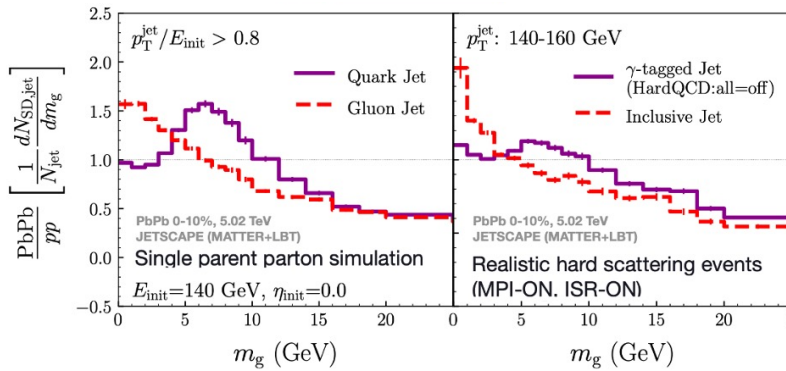 PbPb/pp [1/N_jet dN_SD,jet/dm_g]
2.5
2.0
1.5
1.0
0.5
0.0
−0.5
p_T^jet/E_init > 0.8
Quark Jet
Gluon Jet
PbPb 0-10%, 5.02 TeV
JETSCAPE (MATTER+LBT)
Single parent parton simulation
E_init=140 GeV, η_init=0.0
0 5 10 15 20
m_g (GeV)
p_T^jet: 140-160 GeV
γ-tagged Jet
(HardQCD:all=off)
Inclusive Jet
PbPb 0-10%, 5.02 TeV
JETSCAPE (MATTER+LBT)
Realistic hard scattering events
(MPI-ON. ISR-ON)
0 5 10 15 20
m_g (GeV)